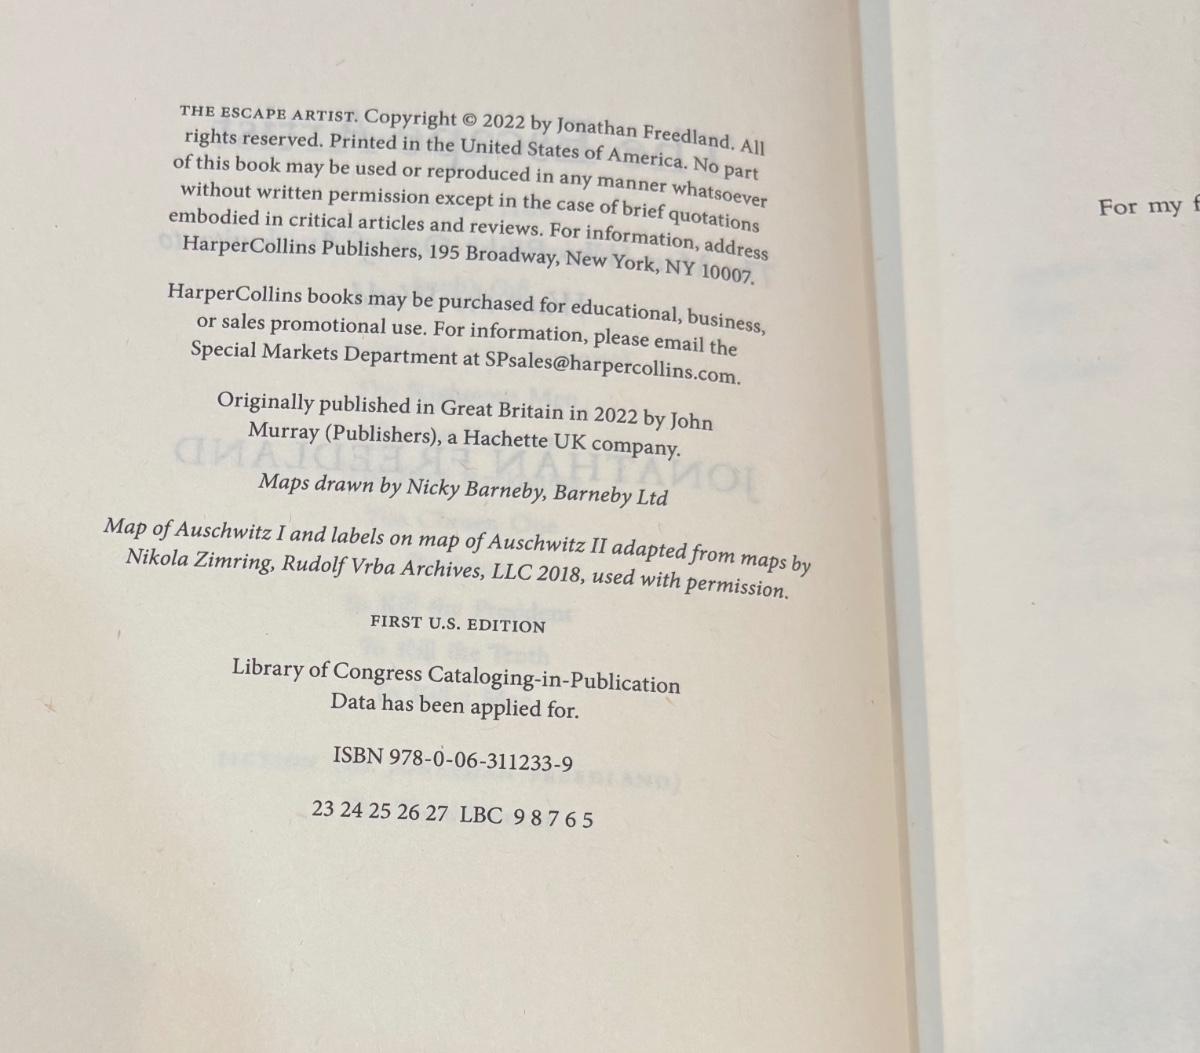 THE ESCAPE ARTIST. Copyright © 2022 by Jonathan Freedland. All
rights reserved. Printed in the United States of America. No part
of this book may be used or reproduced in any manner whatsoever
without written permission except in the case of brief quotations
embodied in critical articles and reviews. For information, address
HarperCollins Publishers, 195 Broadway, New York, NY 10007.
HarperCollins books may be purchased for educational, business,
or sales promotional use. For information, please email the
Special Markets Department at SPsales@harpercollins.com.
Originally published in Great Britain in 2022 by John
Murray (Publishers), a Hachette UK company.
Maps drawn by Nicky Barneby, Barneby Ltd
Map of Auschwitz I and labels on map of Auschwitz II adapted from maps by
Nikola Zimring, Rudolf Vrba Archives, LLC 2018, used with permission.
FIRST U.S. EDITION
Library of Congress Cataloging-in-Publication
Data has been applied for.
ISBN 978-0-06-311233-9
23 24 25 26 27 LBC 9 8 7 6 5
For my